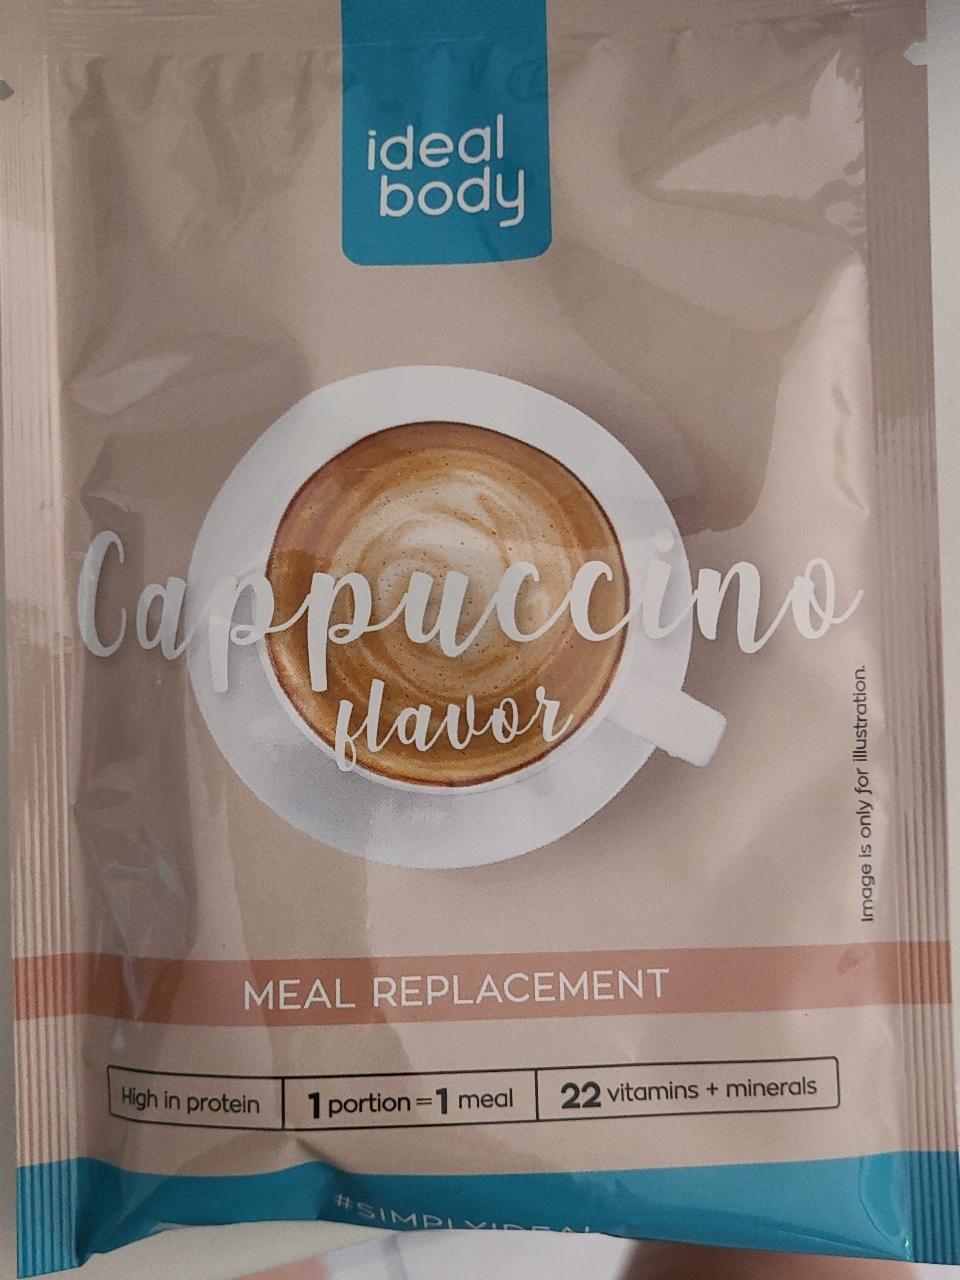 ideal
body
Cappuccino
flavor
Image is only for illustration.
MEAL REPLACEMENT
High in protein
1 portion = 1 meal
22 vitamins + minerals
#SIMPLYIDEAL